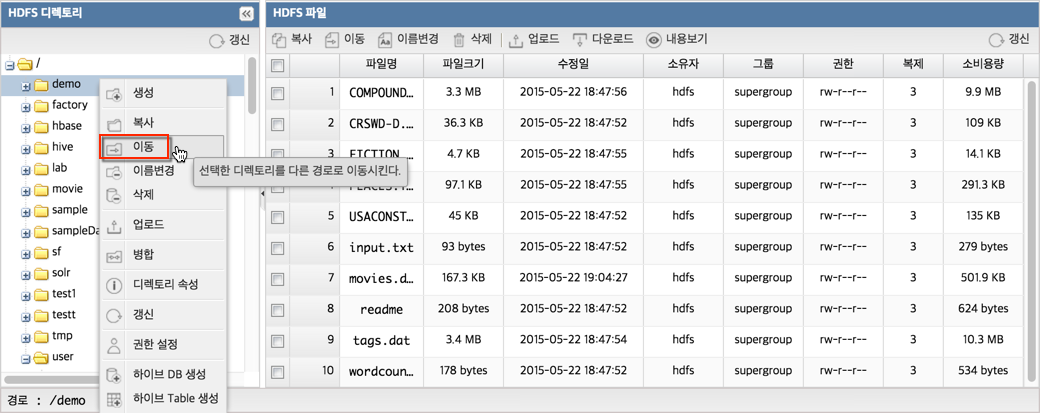 HDFS 디렉토리
갱신
/
demo
factory
hbase
hive
lab
movie
sample
sampleDa
sf
solr
test1
testt
tmp
user
경로 : /demo
생성
복사
이동
이름변경
삭제
업로드
병합
디렉토리 속성
갱신
권한 설정
하이브 DB 생성
하이브 Table 생성
선택한 디렉토리를 다른 경로로 이동시킨다.
HDFS 파일
복사 이동 이름변경 삭제 업로드 다운로드 내용보기 갱신
파일명 파일크기 수정일 소유자 그룹 권한 복제 소비용량
1 COMPOUND... 3.3 MB 2015-05-22 18:47:56 hdfs supergroup rw-r--r-- 3 9.9 MB
2 CRSWD-D.... 36.3 KB 2015-05-22 18:47:52 hdfs supergroup rw-r--r-- 3 109 KB
3 FICTION... 4.7 KB 2015-05-22 18:47:55 hdfs supergroup rw-r--r-- 3 14.1 KB
97.1 KB 2015-05-22 18:47:55 hdfs supergroup rw-r--r-- 3 291.3 KB
5 USACONST... 45 KB 2015-05-22 18:47:52 hdfs supergroup rw-r--r-- 3 135 KB
6 input.txt 93 bytes 2015-05-22 18:47:52 hdfs supergroup rw-r--r-- 3 279 bytes
7 movies.d... 167.3 KB 2015-05-22 19:04:27 hdfs supergroup rw-r--r-- 3 501.9 KB
8 readme 208 bytes 2015-05-22 18:47:52 hdfs supergroup rw-r--r-- 3 624 bytes
9 tags.dat 3.4 MB 2015-05-22 18:47:54 hdfs supergroup rw-r--r-- 3 10.3 MB
10 wordcoun... 178 bytes 2015-05-22 18:47:52 hdfs supergroup rw-r--r-- 3 534 bytes